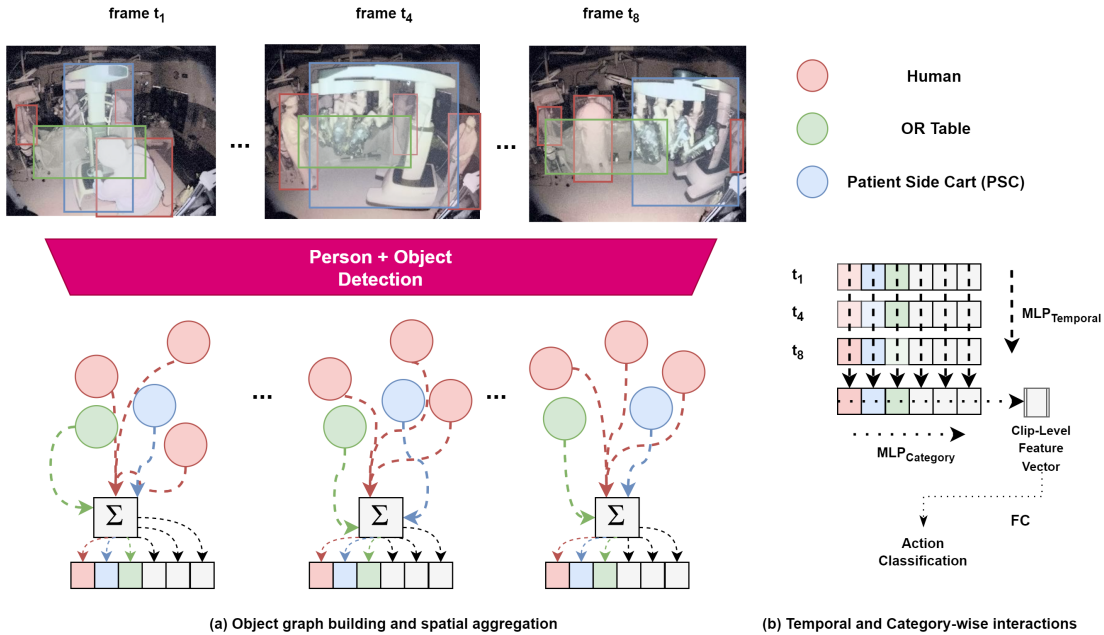 frame t1
frame t4
frame t8
...
...
Human
OR Table
Patient Side Cart (PSC)
Person + Object
Detection
...
...
Σ
Σ
Σ
t1
t4
t8
MLPTemporal
MLPCategory
Clip-Level
Feature
Vector
FC
Action
Classification
(a) Object graph building and spatial aggregation
(b) Temporal and Category-wise interactions